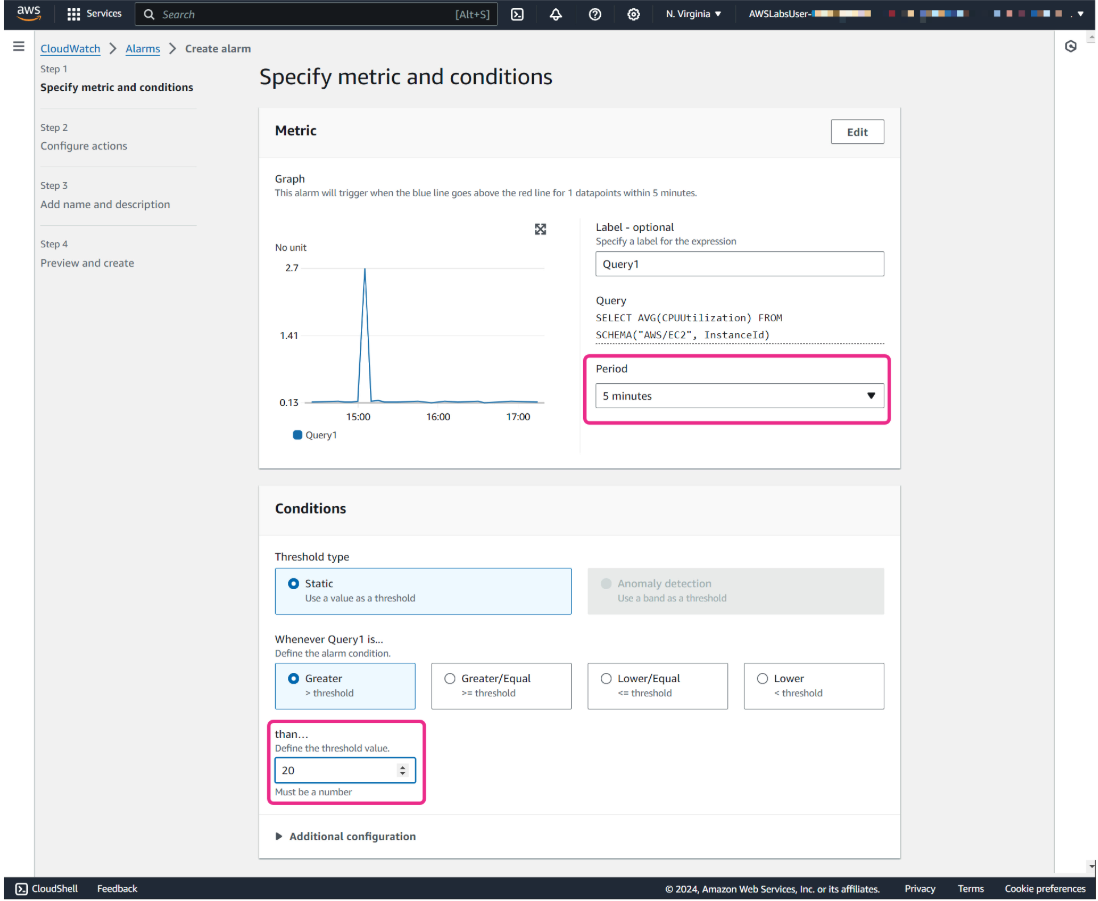 aws
Services
Search
[Alt+S]
N. Virginia
AWSLabsUser-
CloudWatch
Alarms
Create alarm
Step 1
Specify metric and conditions
Step 2
Configure actions
Step 3
Add name and description
Step 4
Preview and create
Specify metric and conditions
Metric
Edit
Graph
This alarm will trigger when the blue line goes above the red line for 1 datapoints within 5 minutes.
No unit
2.7
1.41
0.13
15:00
16:00
17:00
Query1
Label - optional
Specify a label for the expression
Query1
Query
SELECT AVG(CPUUtilization) FROM
SCHEMA("AWS/EC2", InstanceId)
Period
5 minutes
Conditions
Threshold type
Static
Use a value as a threshold
Anomaly detection
Use a band as a threshold
Whenever Query1 is...
Define the alarm condition.
Greater
> threshold
Greater/Equal
>= threshold
Lower/Equal
<= threshold
Lower
< threshold
than...
Define the threshold value.
20
Must be a number
Additional configuration
CloudShell
Feedback
© 2024, Amazon Web Services, Inc. or its affiliates.
Privacy
Terms
Cookie preferences